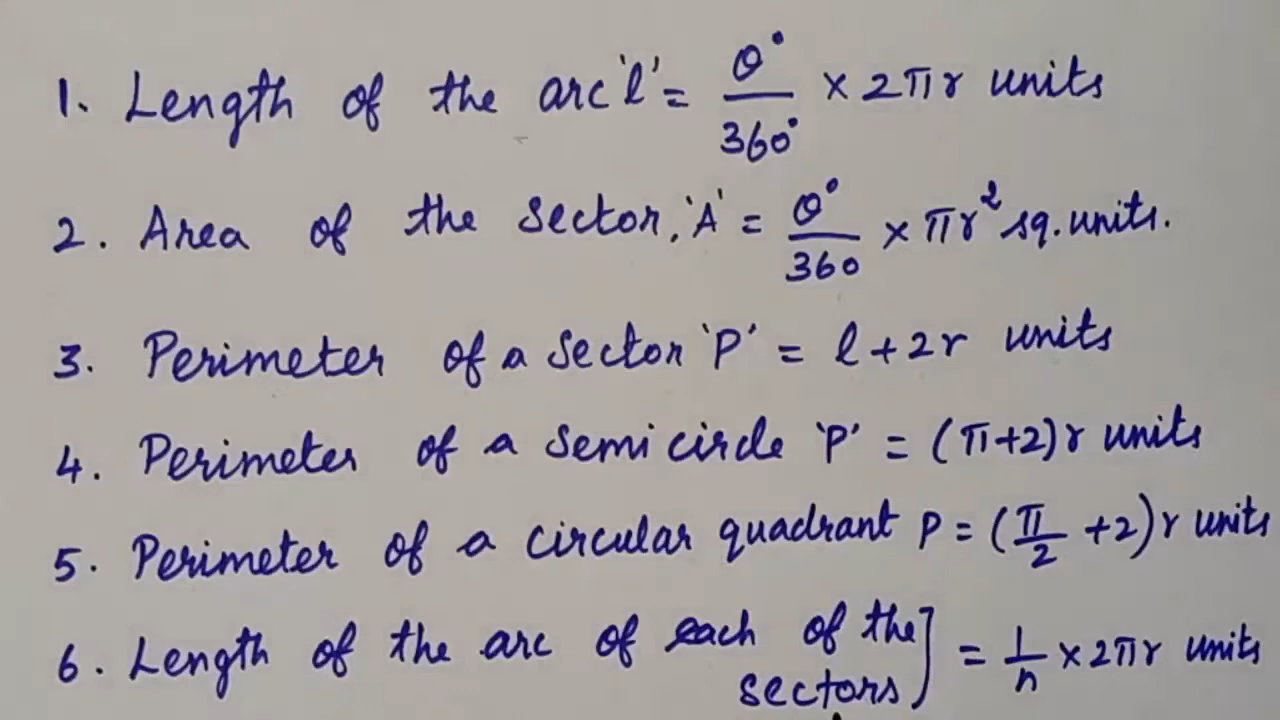 1. Length of the arc 'l' = θ°/360° × 2πr units
2. Area of the sector, 'A' = θ°/360 × πr² sq. units.
3. Perimeter of a sector 'P' = l + 2r units
4. Perimeter of a semicircle 'P' = (π+2)r units
5. Perimeter of a circular quadrant P = (π/2 + 2)r units
6. Length of the arc of each of the
sectors] = 1/n × 2πr units